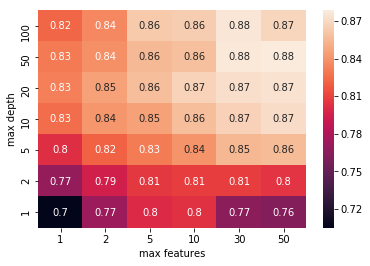 100 0.82 0.84 0.86 0.86 0.88 0.87
50 0.83 0.84 0.86 0.86 0.88 0.88
20 0.83 0.85 0.86 0.87 0.87 0.87
10 0.83 0.84 0.85 0.86 0.87 0.87
5 0.8 0.82 0.83 0.84 0.85 0.86
2 0.77 0.79 0.81 0.81 0.81 0.8
1 0.7 0.77 0.8 0.8 0.77 0.76
1 2 5 10 30 50
max features
max depth
0.87
0.84
0.81
0.78
0.75
0.72